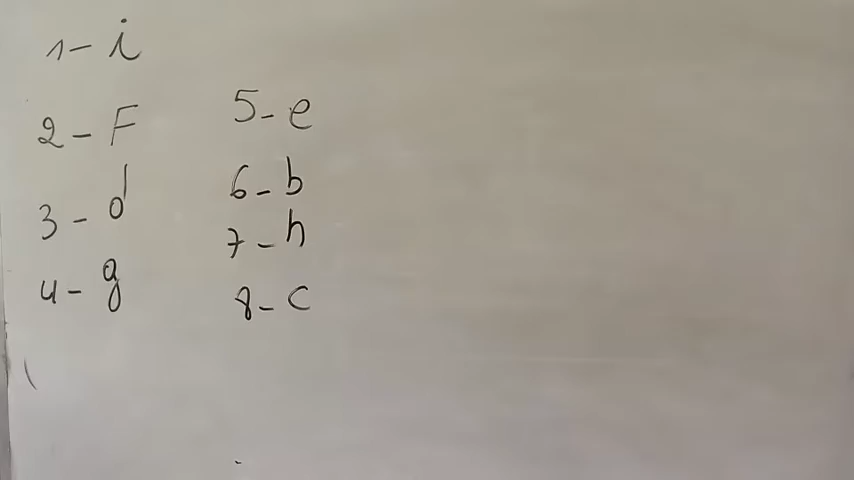 1- i
2- F
3- d
4- g
5- e
6- b
7- h
8- c